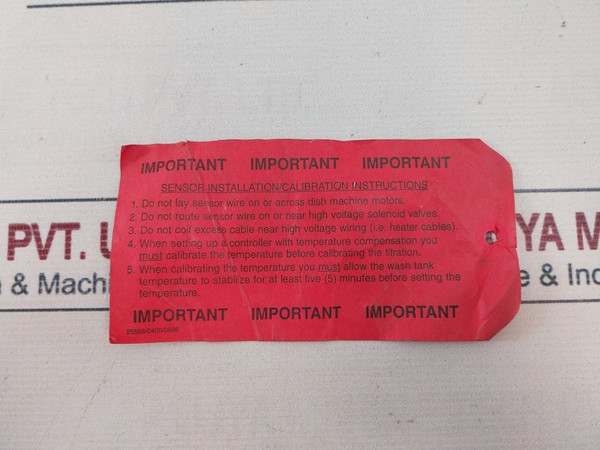 IMPORTANT IMPORTANT IMPORTANT
SENSOR INSTALLATION/CALIBRATION INSTRUCTIONS
1. Do not lay sensor wire on or across dish machine motors.
2. Do not route sensor wire on or near high voltage solenoid valves.
3. Do not coil excess cable near high voltage wiring (i.e. heater cables).
4. When setting up a controller with temperature compensation you
must calibrate the temperature before calibrating the titration.
5. When calibrating the temperature you must allow the wash tank
temperature to stablize for at least five (5) minutes before setting the
temperature.
IMPORTANT IMPORTANT IMPORTANT
PVT. U
YA M
& Machi
e & Ind